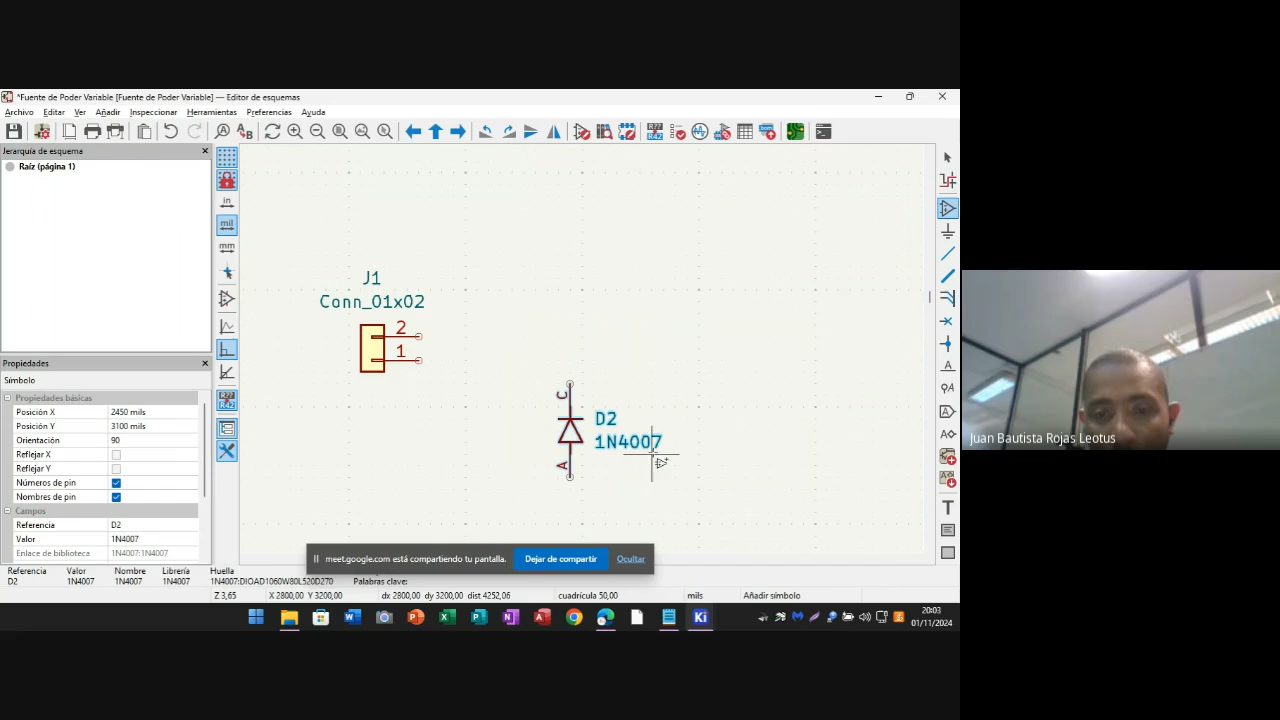 *Fuente de Poder Variable [Fuente de Poder Variable] — Editor de esquemas
Archivo Editar Ver Añadir Inspeccionar Herramientas Preferencias Ayuda
Jerarquía de esquema
Raíz (página 1)
in
mil
mm
J1
Conn_01x02
2
1
C
D2
1N4007
A
Propiedades
Símbolo
Propiedades básicas
Posición X 2450 mils
Posición Y 3100 mils
Orientación 90
Reflejar X
Reflejar Y
Números de pin
Nombres de pin
Campos
Referencia D2
Valor 1N4007
Enlace de biblioteca 1N4007:1N4007
meet.google.com está compartiendo tu pantalla. Dejar de compartir Ocultar
Referencia Valor Nombre Librería Huella
D2 1N4007 1N4007 1N4007 1N4007:DIOAD1060W80L520D270 Palabras clave:
Z 3,65 X 2800,00 Y 3200,00 dx 2800,00 dy 3200,00 dist 4252,06 cuadrícula 50,00 mils Añadir símbolo
20:03
01/11/2024
Juan Bautista Rojas Leotus